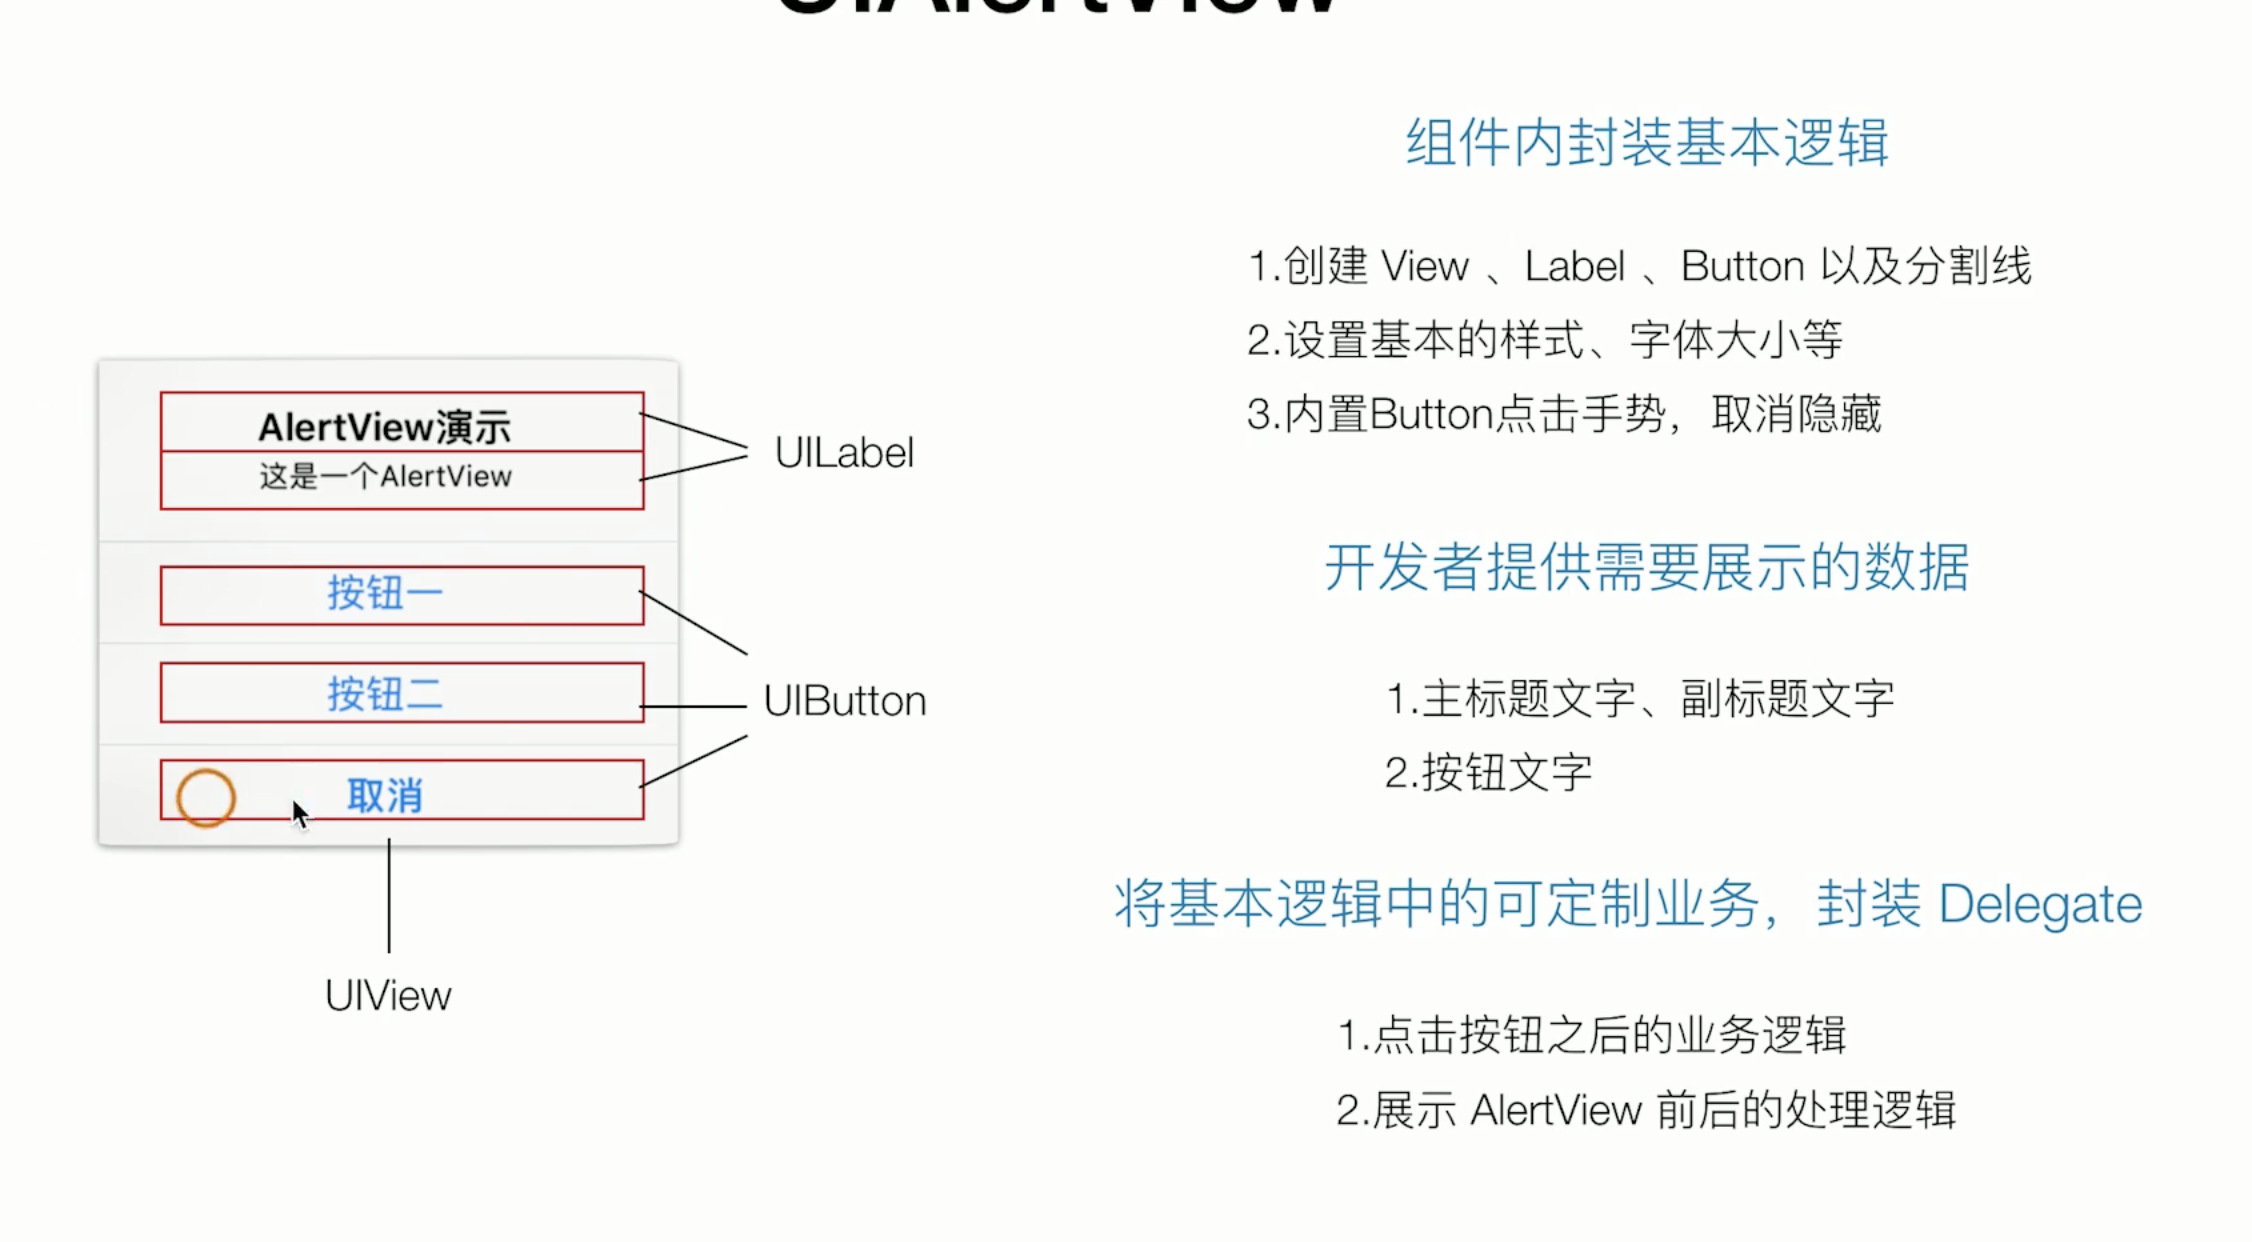 UIAlertView
AlertView演示
这是一个AlertView
按钮一
按钮二
取消
UILabel
UIButton
UIView
组件内封装基本逻辑
1.创建 View 、Label 、Button 以及分割线
2.设置基本的样式、字体大小等
3.内置Button点击手势，取消隐藏
开发者提供需要展示的数据
1.主标题文字、副标题文字
2.按钮文字
将基本逻辑中的可定制业务，封装 Delegate
1.点击按钮之后的业务逻辑
2.展示 AlertView 前后的处理逻辑